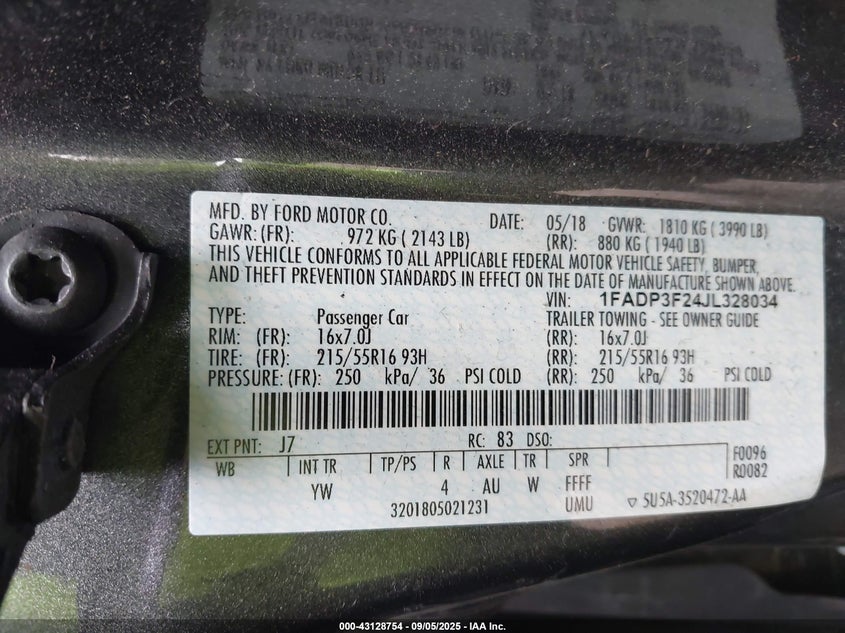 MFD. BY FORD MOTOR CO. DATE: 05/18 GVWR: 1810 KG ( 3990 LB)
GAWR: (FR): 972 KG ( 2143 LB) (RR): 880 KG ( 1940 LB)
THIS VEHICLE CONFORMS TO ALL APPLICABLE FEDERAL MOTOR VEHICLE SAFETY, BUMPER,
AND THEFT PREVENTION STANDARDS IN EFFECT ON THE DATE OF MANUFACTURE SHOWN ABOVE.
VIN: 1FADP3F24JL328034
TYPE: Passenger Car TRAILER TOWING - SEE OWNER GUIDE
RIM: (FR): 16x7.0J (RR): 16x7.0J
TIRE: (FR): 215/55R16 93H (RR): 215/55R16 93H
PRESSURE: (FR): 250 kPa/ 36 PSI COLD (RR): 250 kPa/ 36 PSI COLD
EXT PNT: J7 RC: 83 DSO:
WB INT TR TP/PS R AXLE TR SPR F0096
R0082
YW 4 AU W FFFF
3201805021231 UMU ▽ 5U5A-3520472-AA
000-43128754 - 09/05/2025 - IAA Inc.